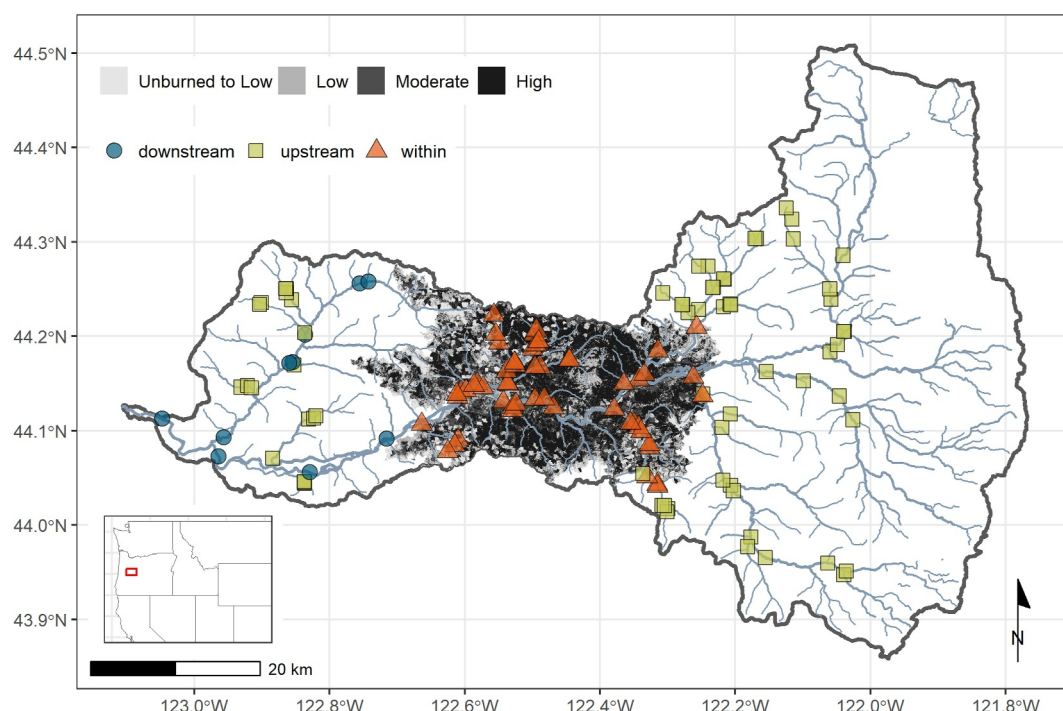 44.5°N
Unburned to Low Low Moderate High
44.4°N
downstream upstream within
44.3°N
44.2°N
44.1°N
44.0°N
43.9°N
N
20 km
123.0°W 122.8°W 122.6°W 122.4°W 122.2°W 122.0°W 121.8°W